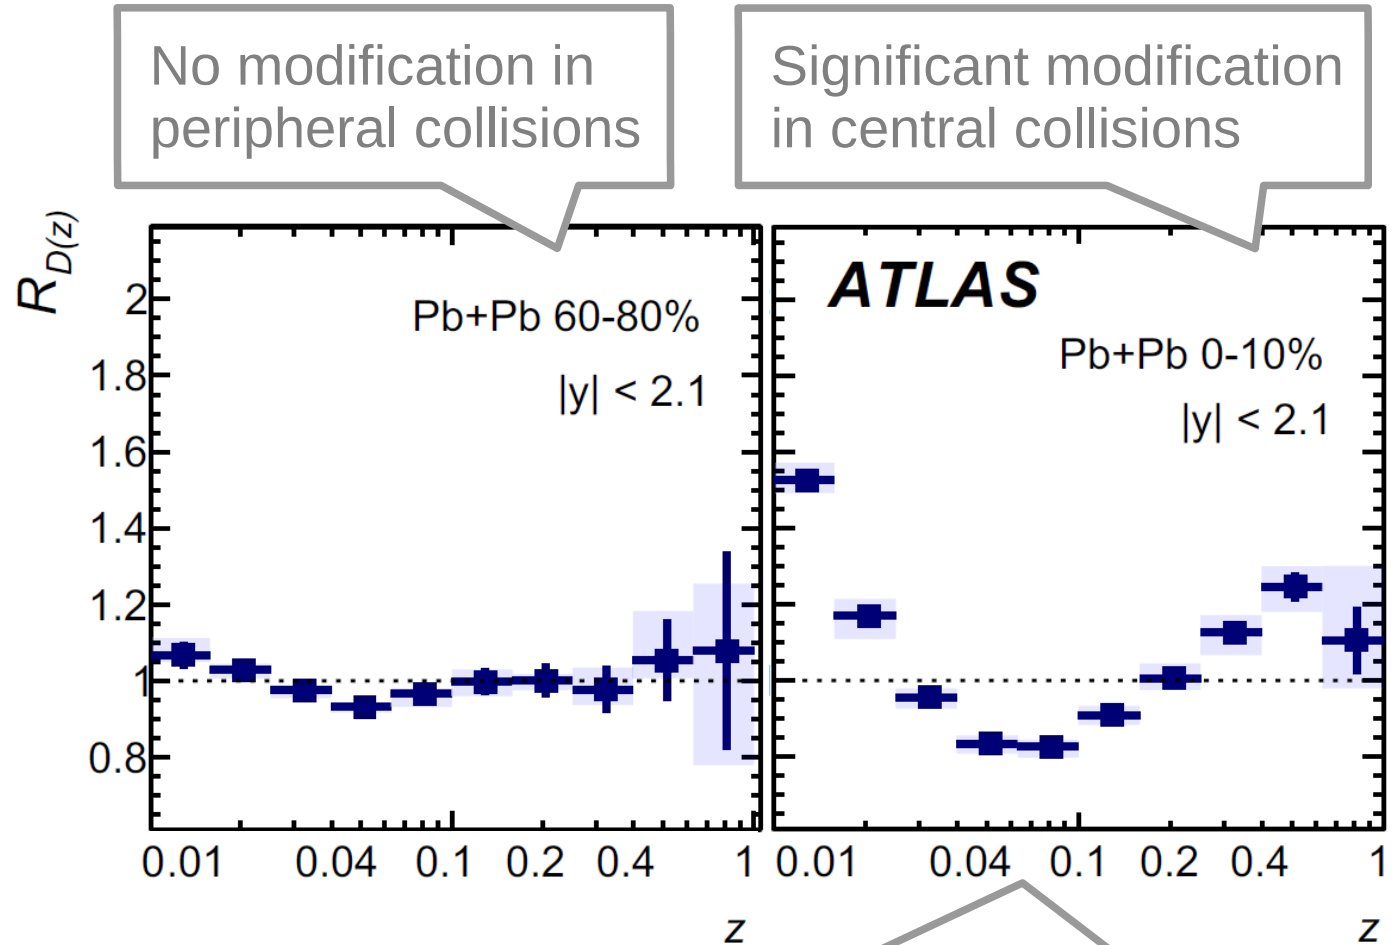 No modification in
peripheral collisions
Significant modification
in central collisions
R_{D(z)}
Pb+Pb 60-80%
|y| < 2.1
2
1.8
1.6
1.4
1.2
1
0.8
0.01 0.04 0.1 0.2 0.4 1
z
ATLAS
Pb+Pb 0-10%
|y| < 2.1
0.01 0.04 0.1 0.2 0.4 1
z